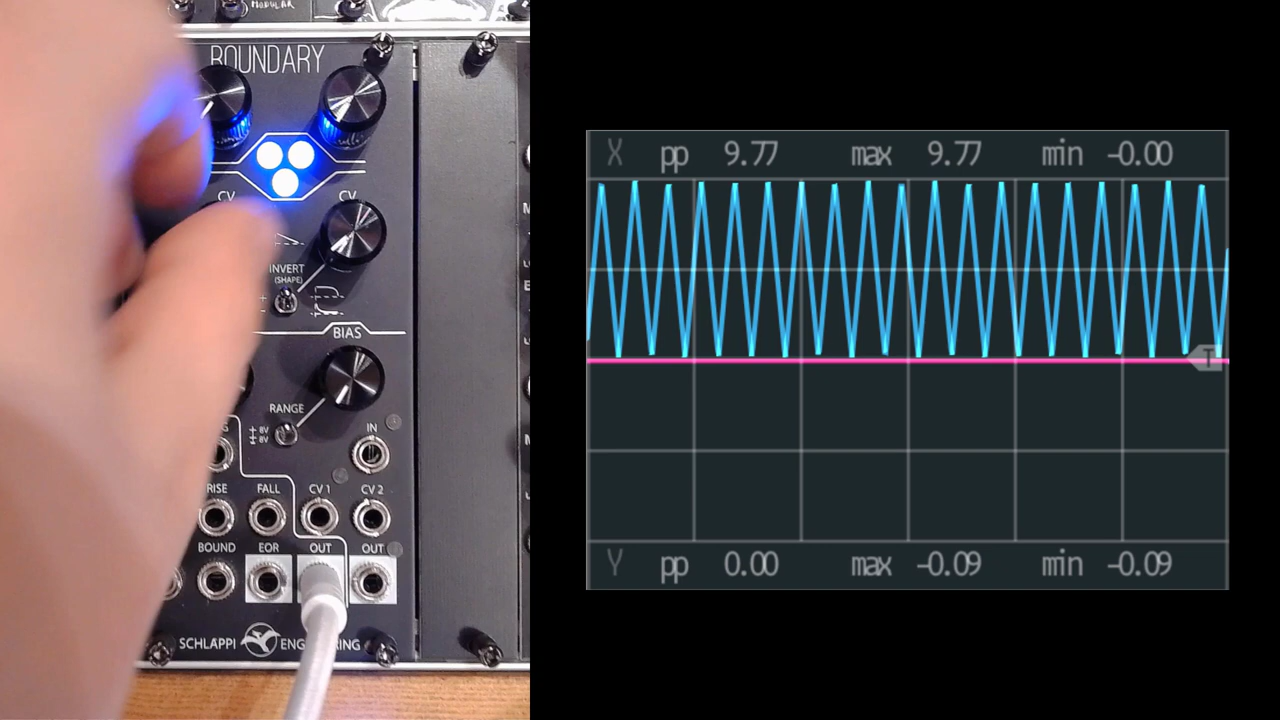 MODULAR
BOUNDARY
CV CV
INVERT
(SHAPE)
BIAS
RANGE
8V
8V
IN
RISE FALL CV 1 CV 2
BOUND EOR OUT OUT
SCHLAPPI
X pp 9.77 max 9.77 min -0.00
T
Y pp 0.00 max -0.09 min -0.09